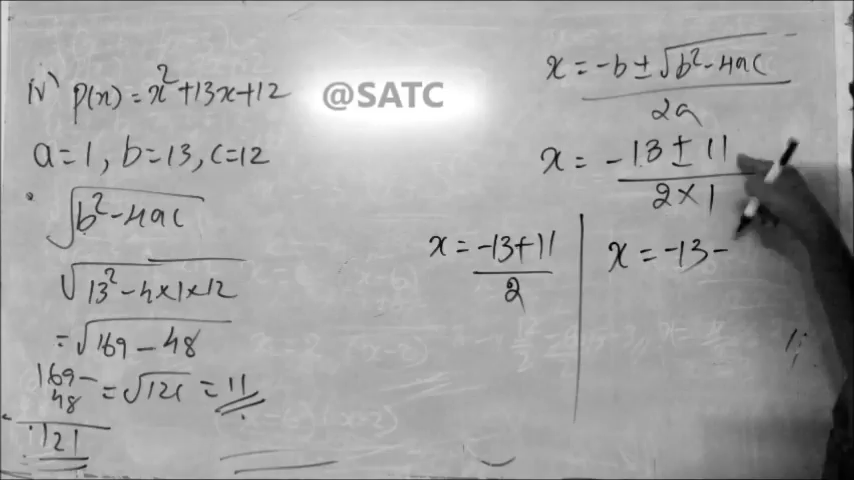 iv) p(x) = x² + 13x + 12
@SATC
a = 1, b = 13, c = 12
√b² - 4ac
√13² - 4×1×12
= √169 - 48
169 -
48
121
= √121 = 11
x = -b ± √b² - 4ac
2a
x = -13 ± 11
2 × 1
x = -13 + 11
2
x = -13 -